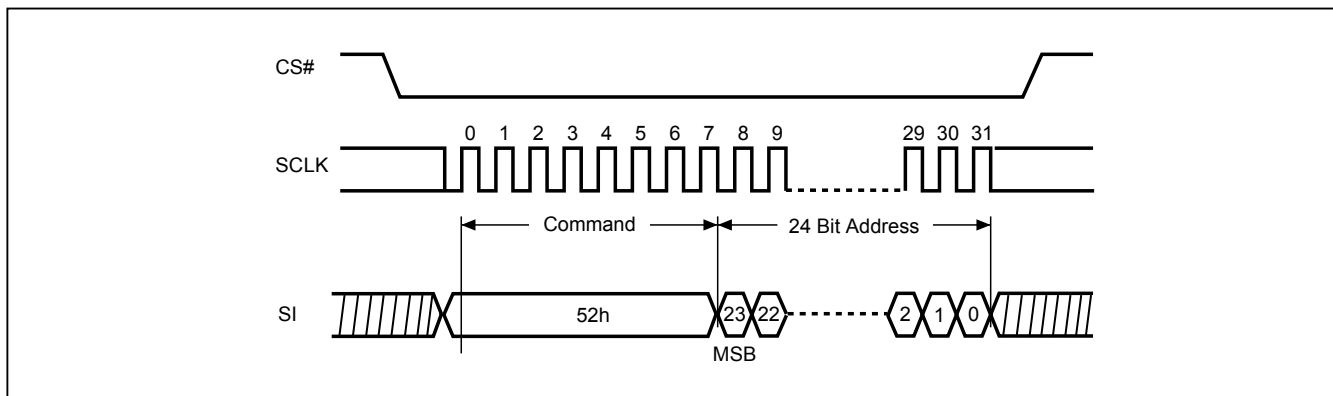 CS#
0 1 2 3 4 5 6 7 8 9 29 30 31
SCLK
Command 24 Bit Address
SI 52h 23 22 2 1 0
MSB